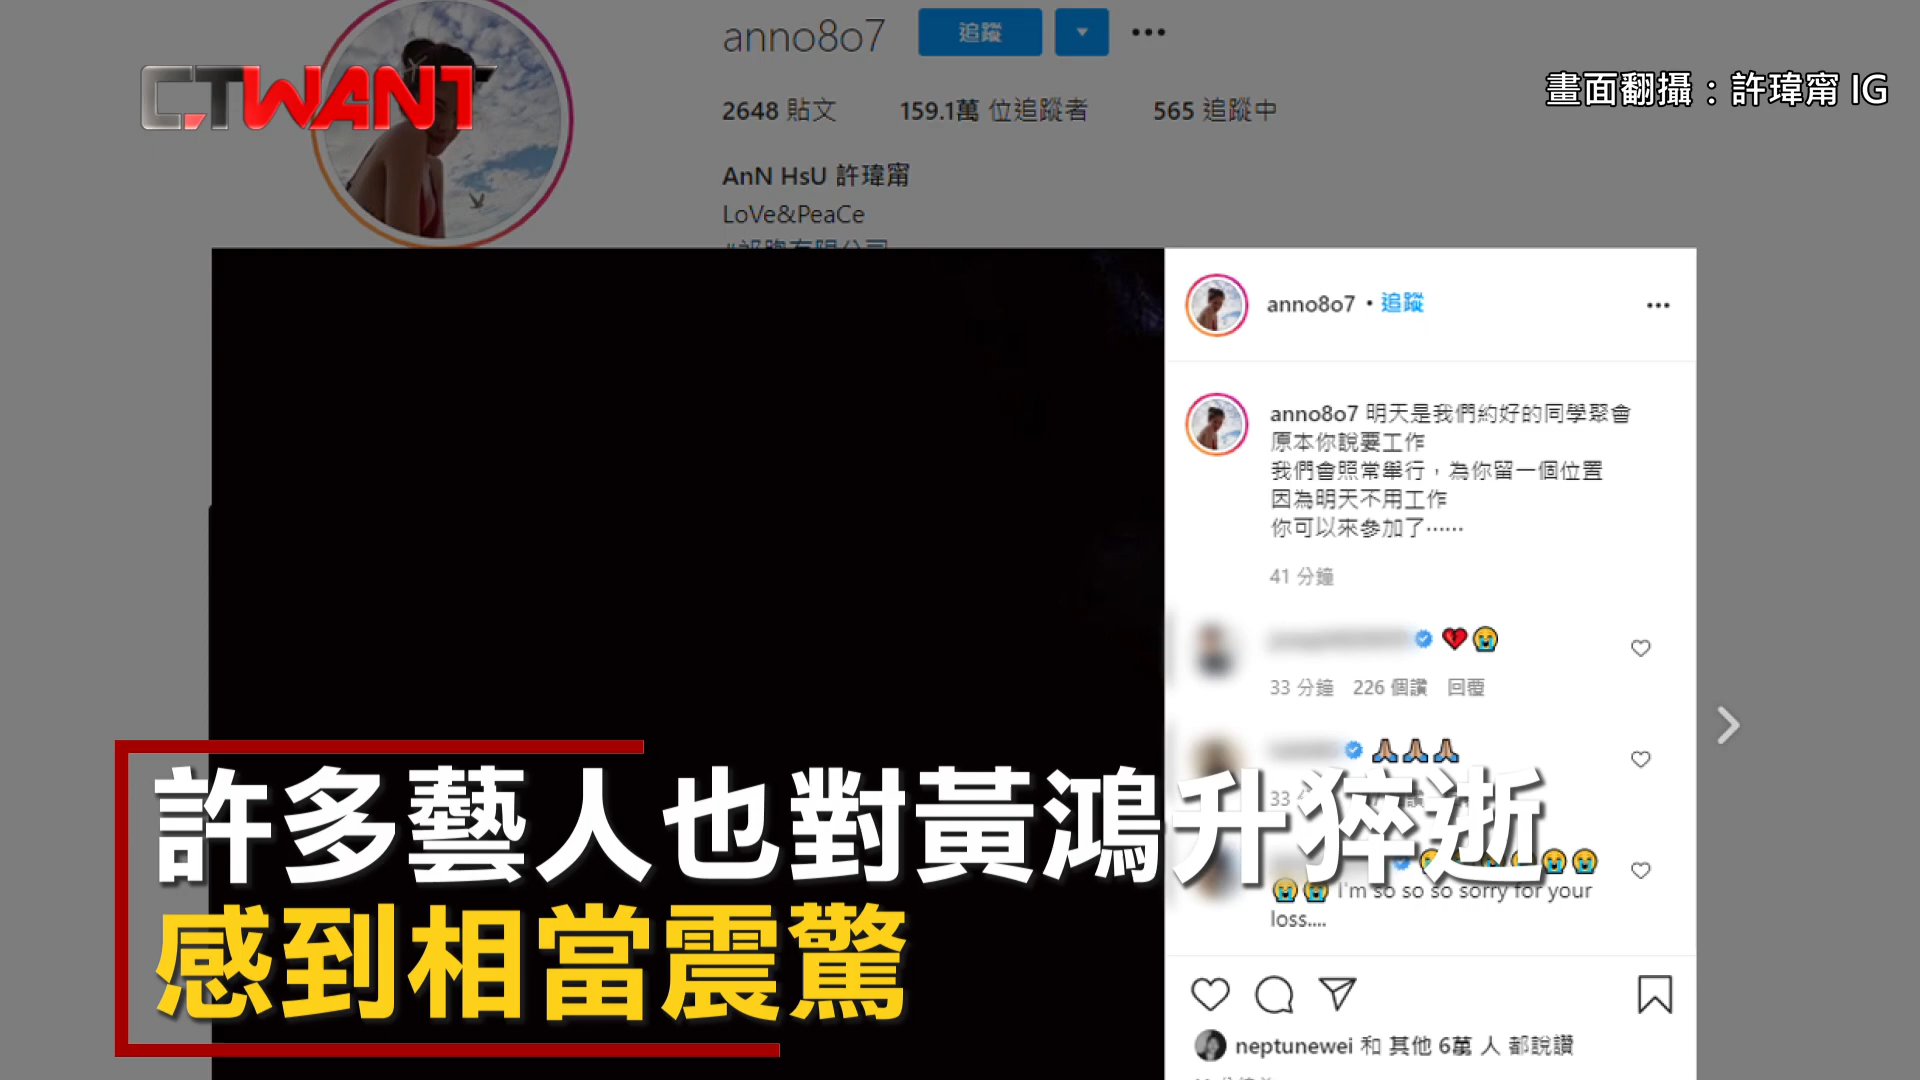 anno8o7 追蹤
CTWANT
畫面翻攝：許瑋甯 IG
2648 貼文 159.1萬 位追蹤者 565 追蹤中
AnN HsU 許瑋甯
LoVe&PeaCe
anno8o7 • 追蹤
anno8o7 明天是我們約好的同學聚會
原本你說要工作
我們會照常舉行，為你留一個位置
因為明天不用工作
你可以來參加了⋯⋯
41 分鐘
💔😭
33 分鐘 226 個讚 回覆
🙏🏽🙏🏽🙏🏽
33
許多藝人也對黃鴻升猝逝
😭😭
😭😭 I'm so so so sorry for your
loss....
感到相當震驚
neptunewei 和 其他 6萬 人 都說讚